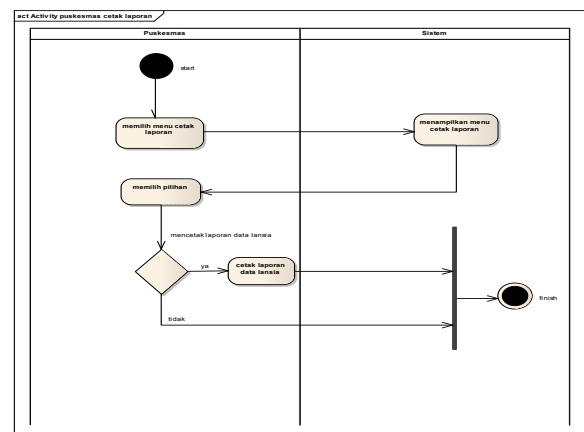 act Activity puskesmas cetak laporan
Puskesmas
Sistem
start
memilih menu cetak
laporan
menampilkan menu
cetak laporan
memilih pilihan
mencetak laporan data lansia
ya
cetak laporan
data lansia
tidak
finish